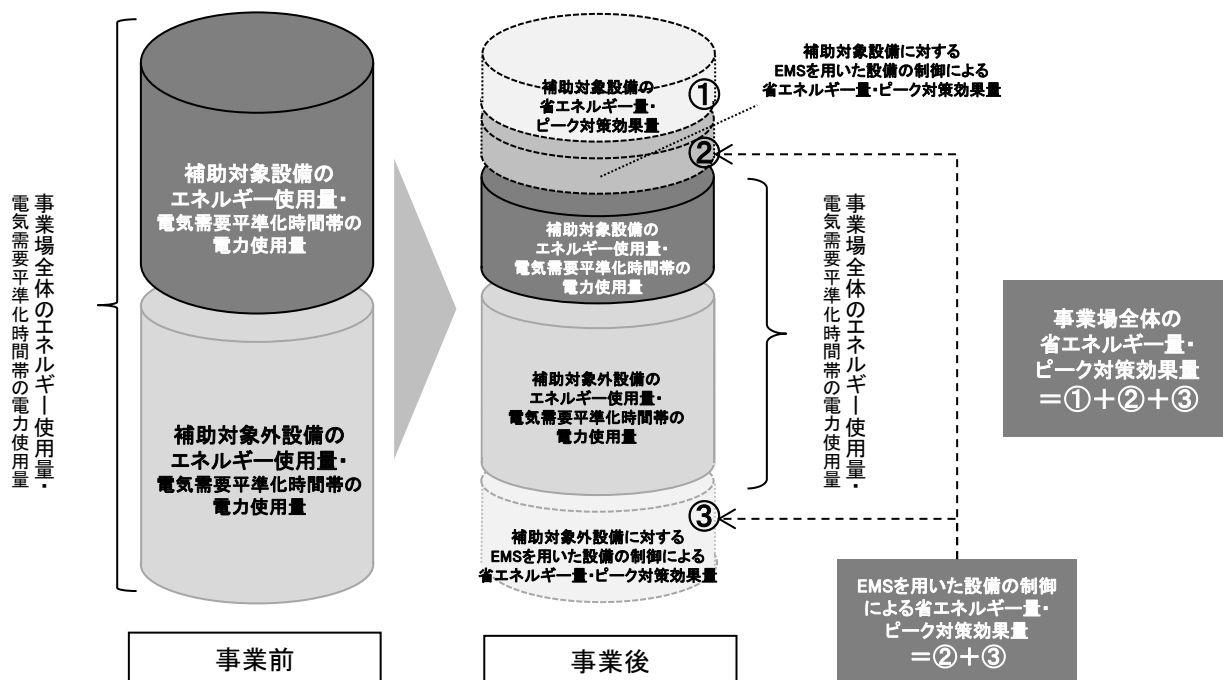 事業場全体のエネルギー使用量・
電気需要平準化時間帯の電力使用量
補助対象設備の
エネルギー使用量・
電気需要平準化時間帯の
電力使用量
補助対象外設備の
エネルギー使用量・
電気需要平準化時間帯の
電力使用量
事業前
補助対象設備の
省エネルギー量・
ピーク対策効果量
①
補助対象設備に対する
EMSを用いた設備の制御による
省エネルギー量・ピーク対策効果量
②
補助対象設備の
エネルギー使用量・
電気需要平準化時間帯の
電力使用量
補助対象外設備の
エネルギー使用量・
電気需要平準化時間帯の
電力使用量
③
補助対象外設備に対する
EMSを用いた設備の制御による
省エネルギー量・ピーク対策効果量
事業後
事業場全体のエネルギー使用量・
電気需要平準化時間帯の電力使用量
事業場全体の
省エネルギー量・
ピーク対策効果量
＝①＋②＋③
EMSを用いた設備の制御
による省エネルギー量・
ピーク対策効果量
＝②＋③